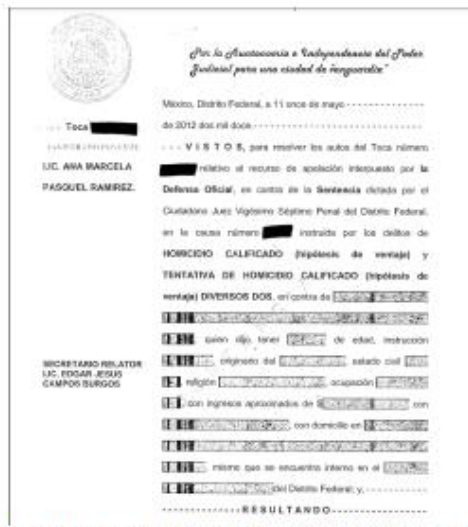 "Por la Autonomía e Independencia del Poder
Judicial para una ciudad de vanguardia"
México, Distrito Federal, a 11 once de mayo - - - - - - - - - - - - - -
de 2012 dos mil doce. - - - - - - - - - - - - - - - - - - - - - - - - - - - -
Toca
LIC. ANA MARCELA
PASQUEL RAMIREZ.
SECRETARIO RELATOR
LIC. EDGAR JESUS
CAMPOS BURGOS
- - - V I S T O S, para resolver los autos del Toca número
relativo al recurso de apelación interpuesto por la
Defensa Oficial, en contra de la Sentencia dictada por el
Ciudadano Juez Vigésimo Séptimo Penal del Distrito Federal,
en la causa número instruida por los delitos de
HOMICIDIO CALIFICADO (hipótesis de ventaja) y
TENTATIVA DE HOMICIDIO CALIFICADO (hipótesis de
ventaja) DIVERSOS DOS, en contra de
quien dijo tener de edad, instrucción
originario del estado civil
religión ocupación
con ingresos aproximados de con
, con domicilio en
, mismo que se encuentra interno en el
del Distrito Federal; y, - - - - - - - - - -
- - - - - - - - - - - - - - R E S U L T A N D O - - - - - - - - - - - - - - -